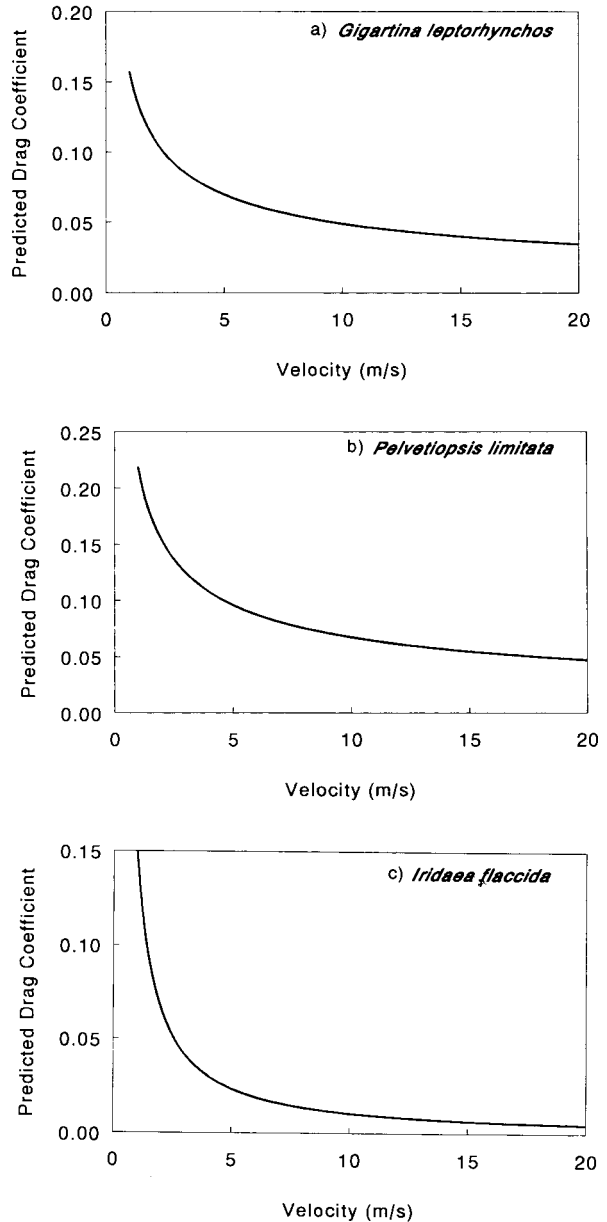 a) Gigartina leptorhynchos
Predicted Drag Coefficient
0.20
0.15
0.10
0.05
0.00
0 5 10 15 20
Velocity (m/s)
b) Pelvetiopsis limitata
Predicted Drag Coefficient
0.25
0.20
0.15
0.10
0.05
0.00
0 5 10 15 20
Velocity (m/s)
c) Iridaea flaccida
Predicted Drag Coefficient
0.15
0.10
0.05
0.00
0 5 10 15 20
Velocity (m/s)